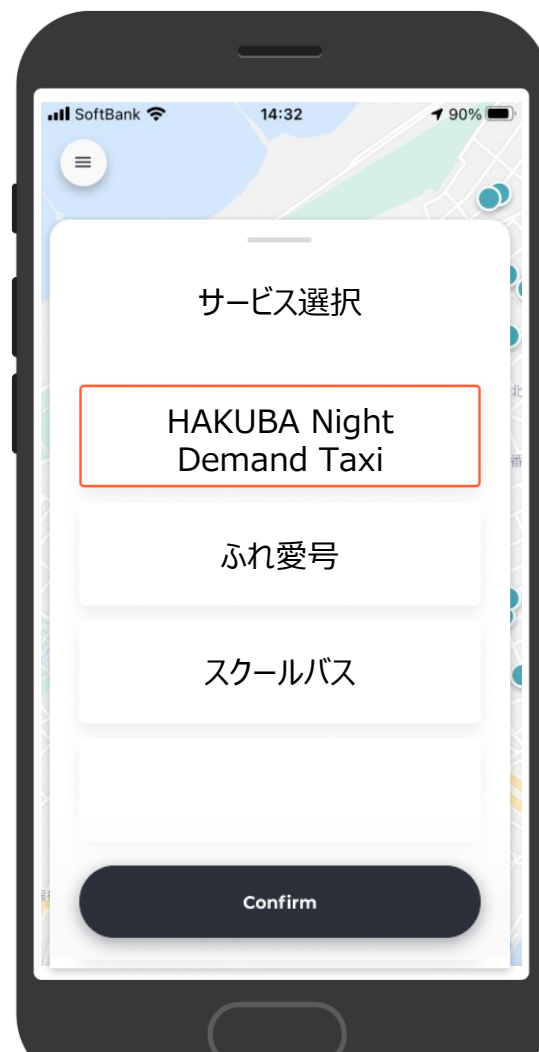 SoftBank 14:32 90%
サービス選択
HAKUBA Night
Demand Taxi
ふれ愛号
スクールバス
Confirm